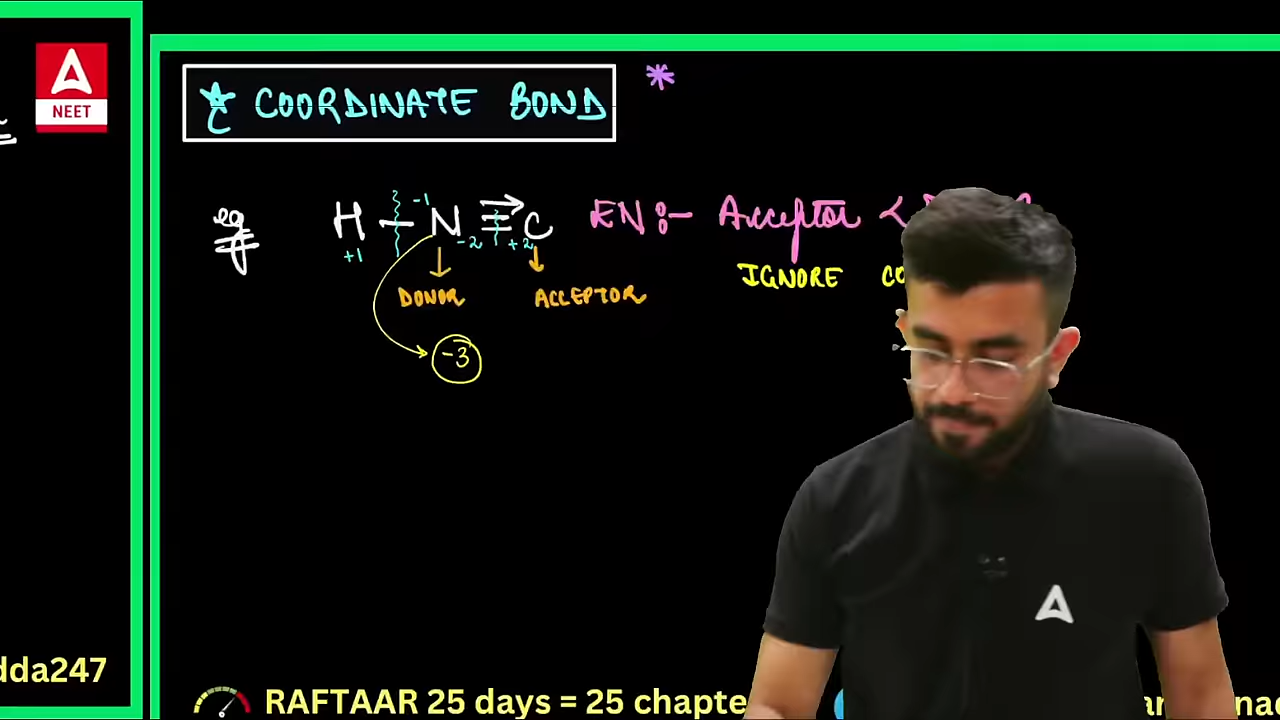 NEET
★ COORDINATE BOND *
eg H - N ≡ C EN:- Acceptor <
-1
+1 -2 +2
IGNORE
DONOR ACCEPTOR
-3
dda247
RAFTAAR 25 days = 25 chapte